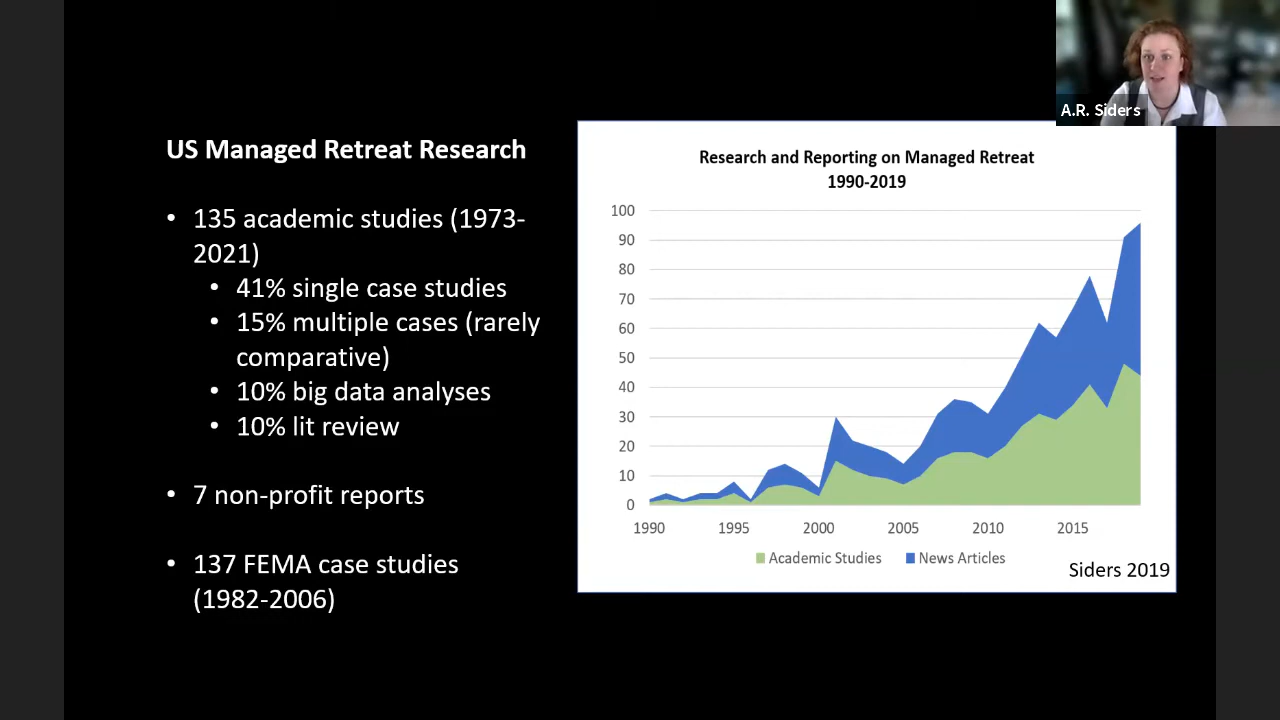 A.R. Siders
US Managed Retreat Research
• 135 academic studies (1973-
2021)
• 41% single case studies
• 15% multiple cases (rarely
comparative)
• 10% big data analyses
• 10% lit review
• 7 non-profit reports
• 137 FEMA case studies
(1982-2006)
Research and Reporting on Managed Retreat
1990-2019
100
90
80
70
60
50
40
30
20
10
0
1990 1995 2000 2005 2010 2015
Academic Studies News Articles
Siders 2019